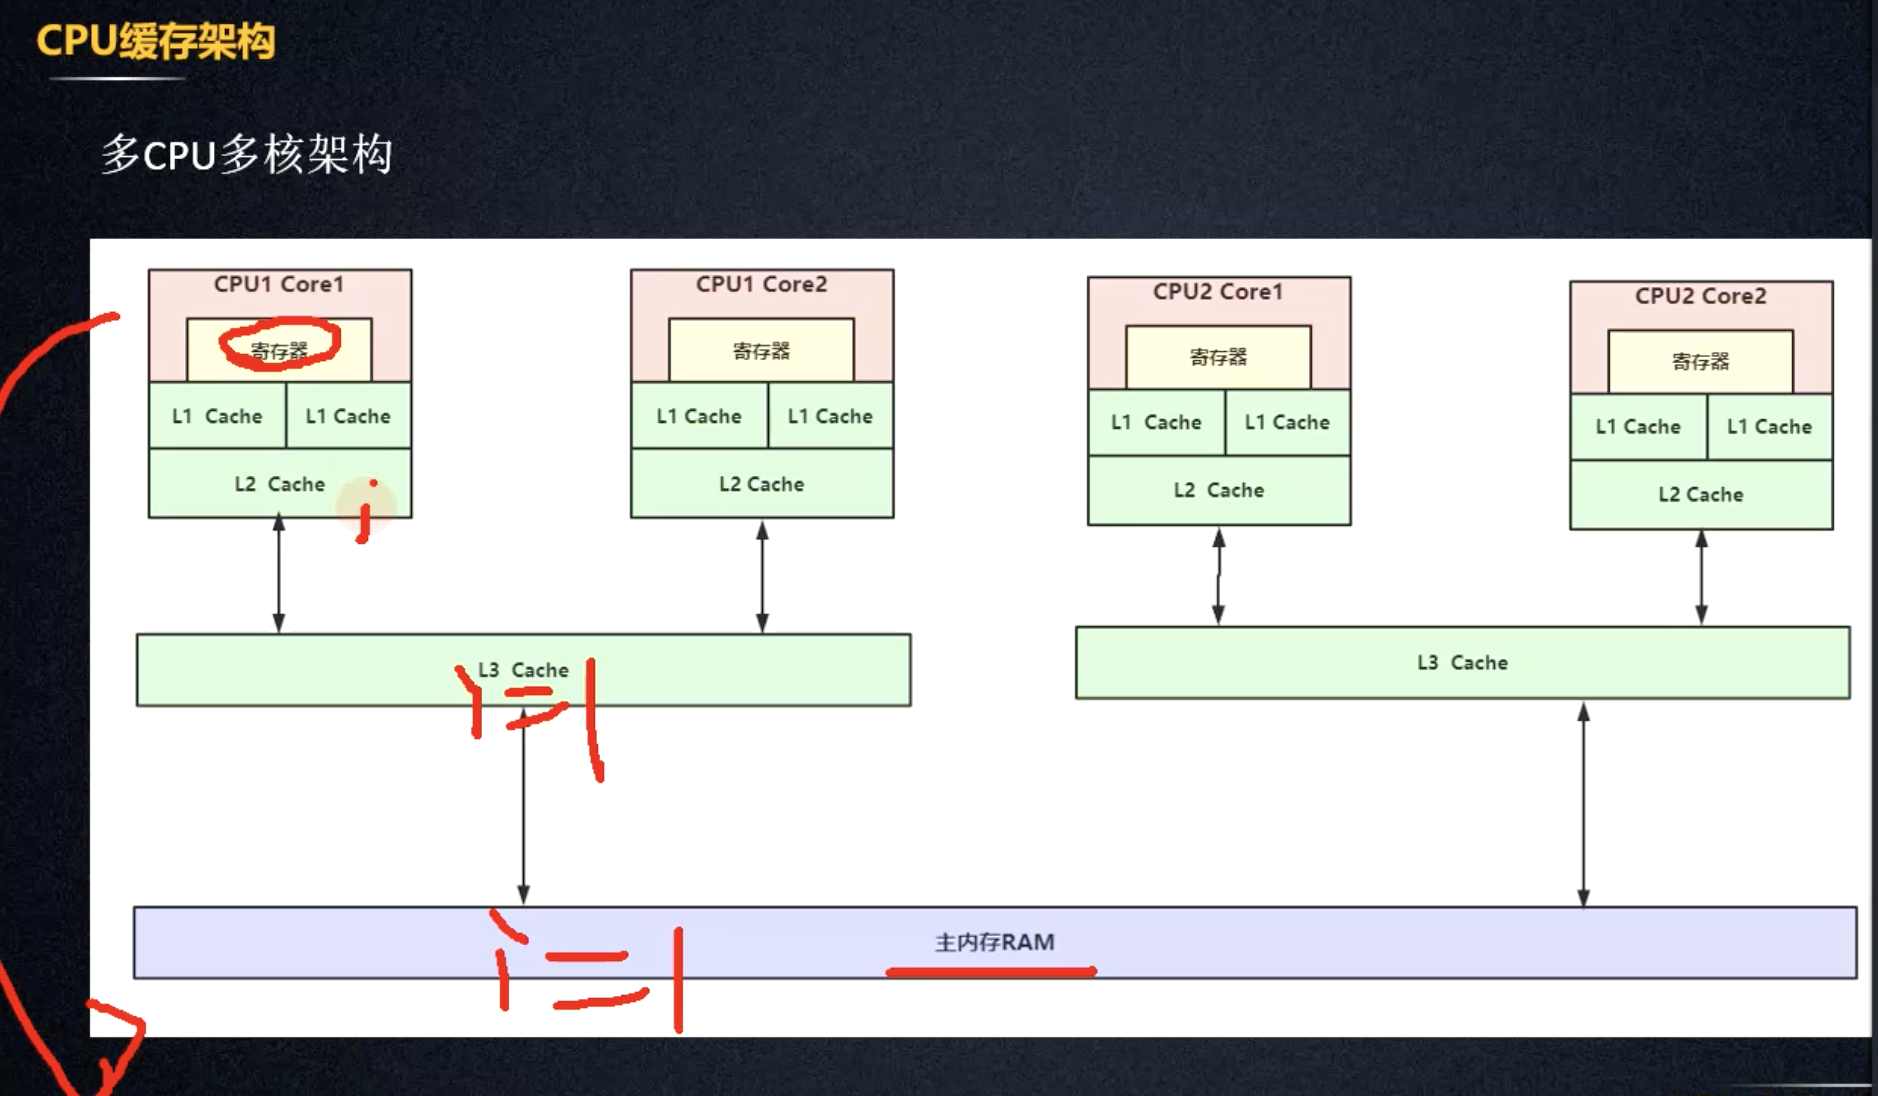 CPU缓存架构
多CPU多核架构
CPU1 Core1
CPU1 Core2
CPU2 Core1
CPU2 Core2
寄存器
寄存器
寄存器
寄存器
L1 Cache
L1 Cache
L1 Cache
L1 Cache
L1 Cache
L1 Cache
L1 Cache
L1 Cache
L2 Cache
i
L2 Cache
L2 Cache
L2 Cache
L3 Cache
i=1
L3 Cache
主内存RAM
i=1